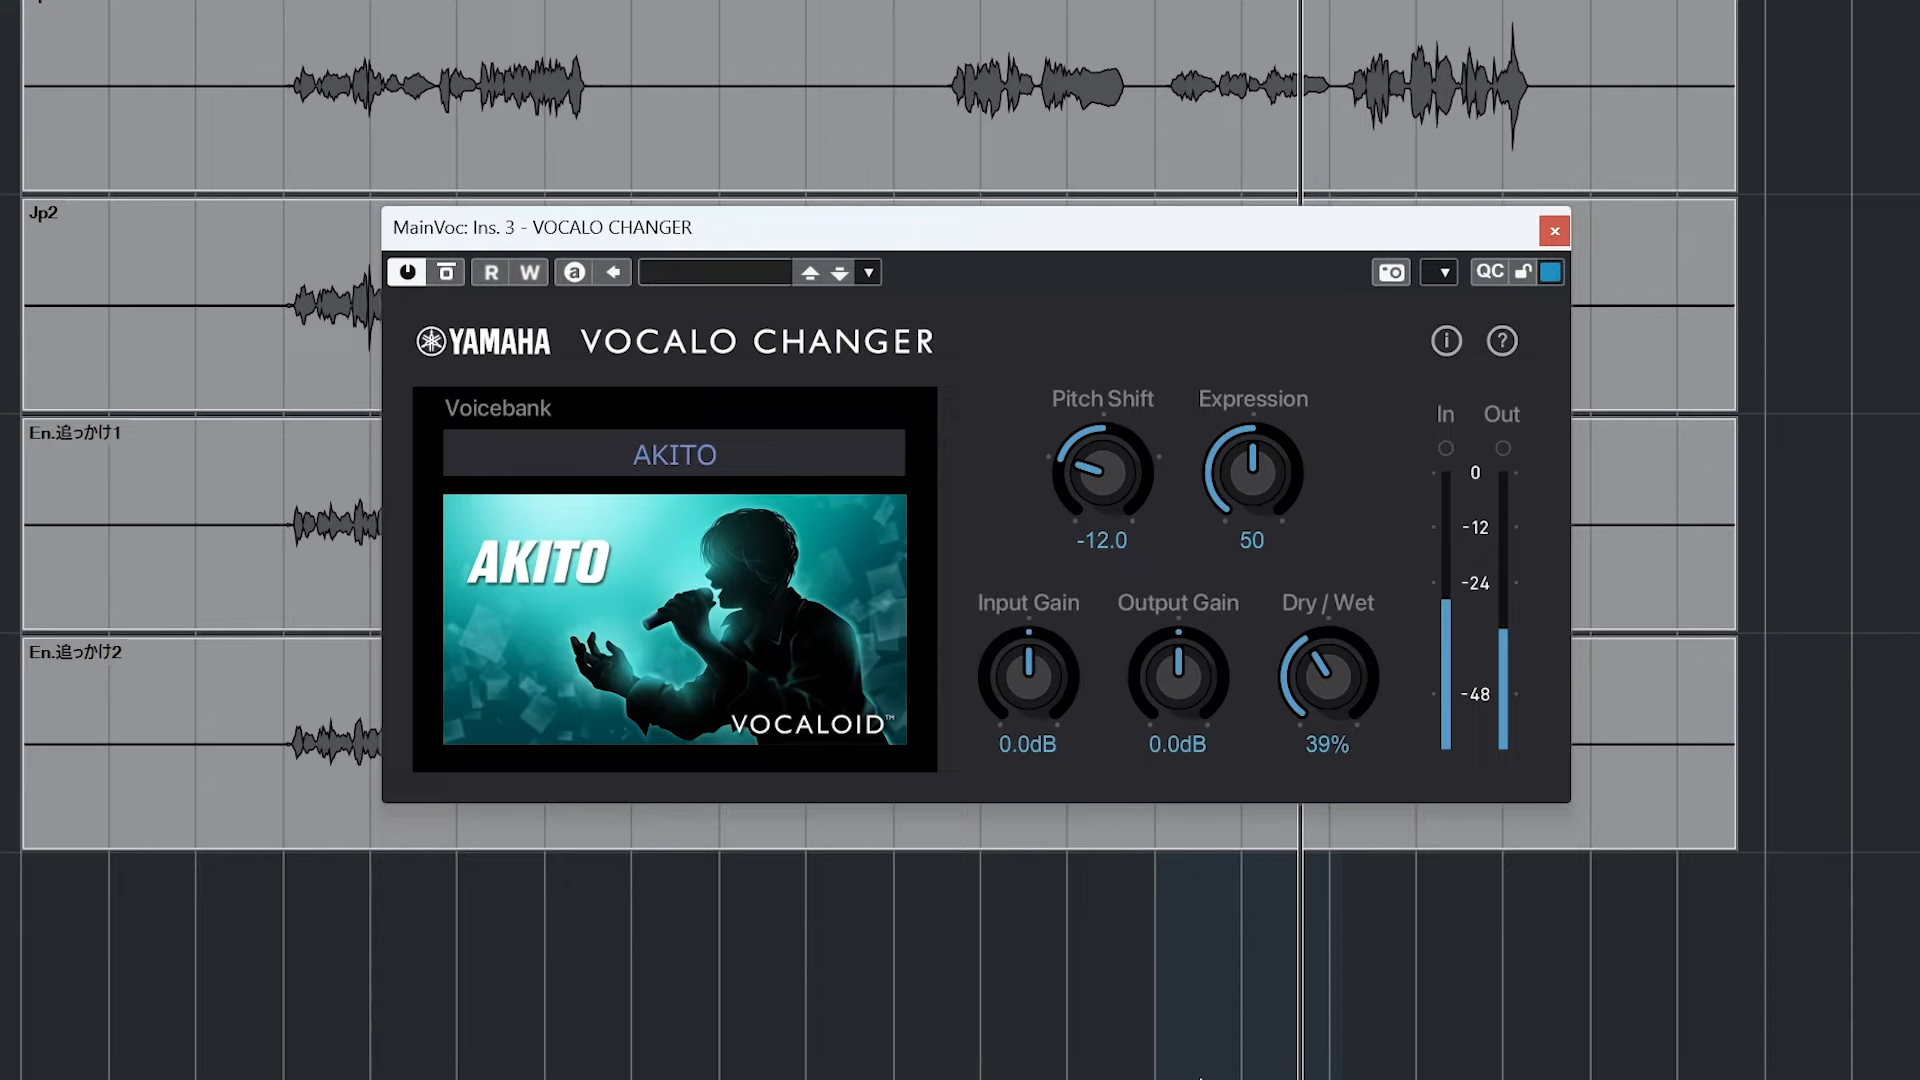 Jp2
MainVoc: Ins. 3 - VOCALO CHANGER
R W a QC
YAMAHA VOCALO CHANGER
i ?
En.追っかけ1
Voicebank
AKITO
AKITO
VOCALOID™
Pitch Shift Expression
-12.0 50
Input Gain Output Gain Dry / Wet
0.0dB 0.0dB 39%
In Out
0
-12
-24
-48
En.追っかけ2